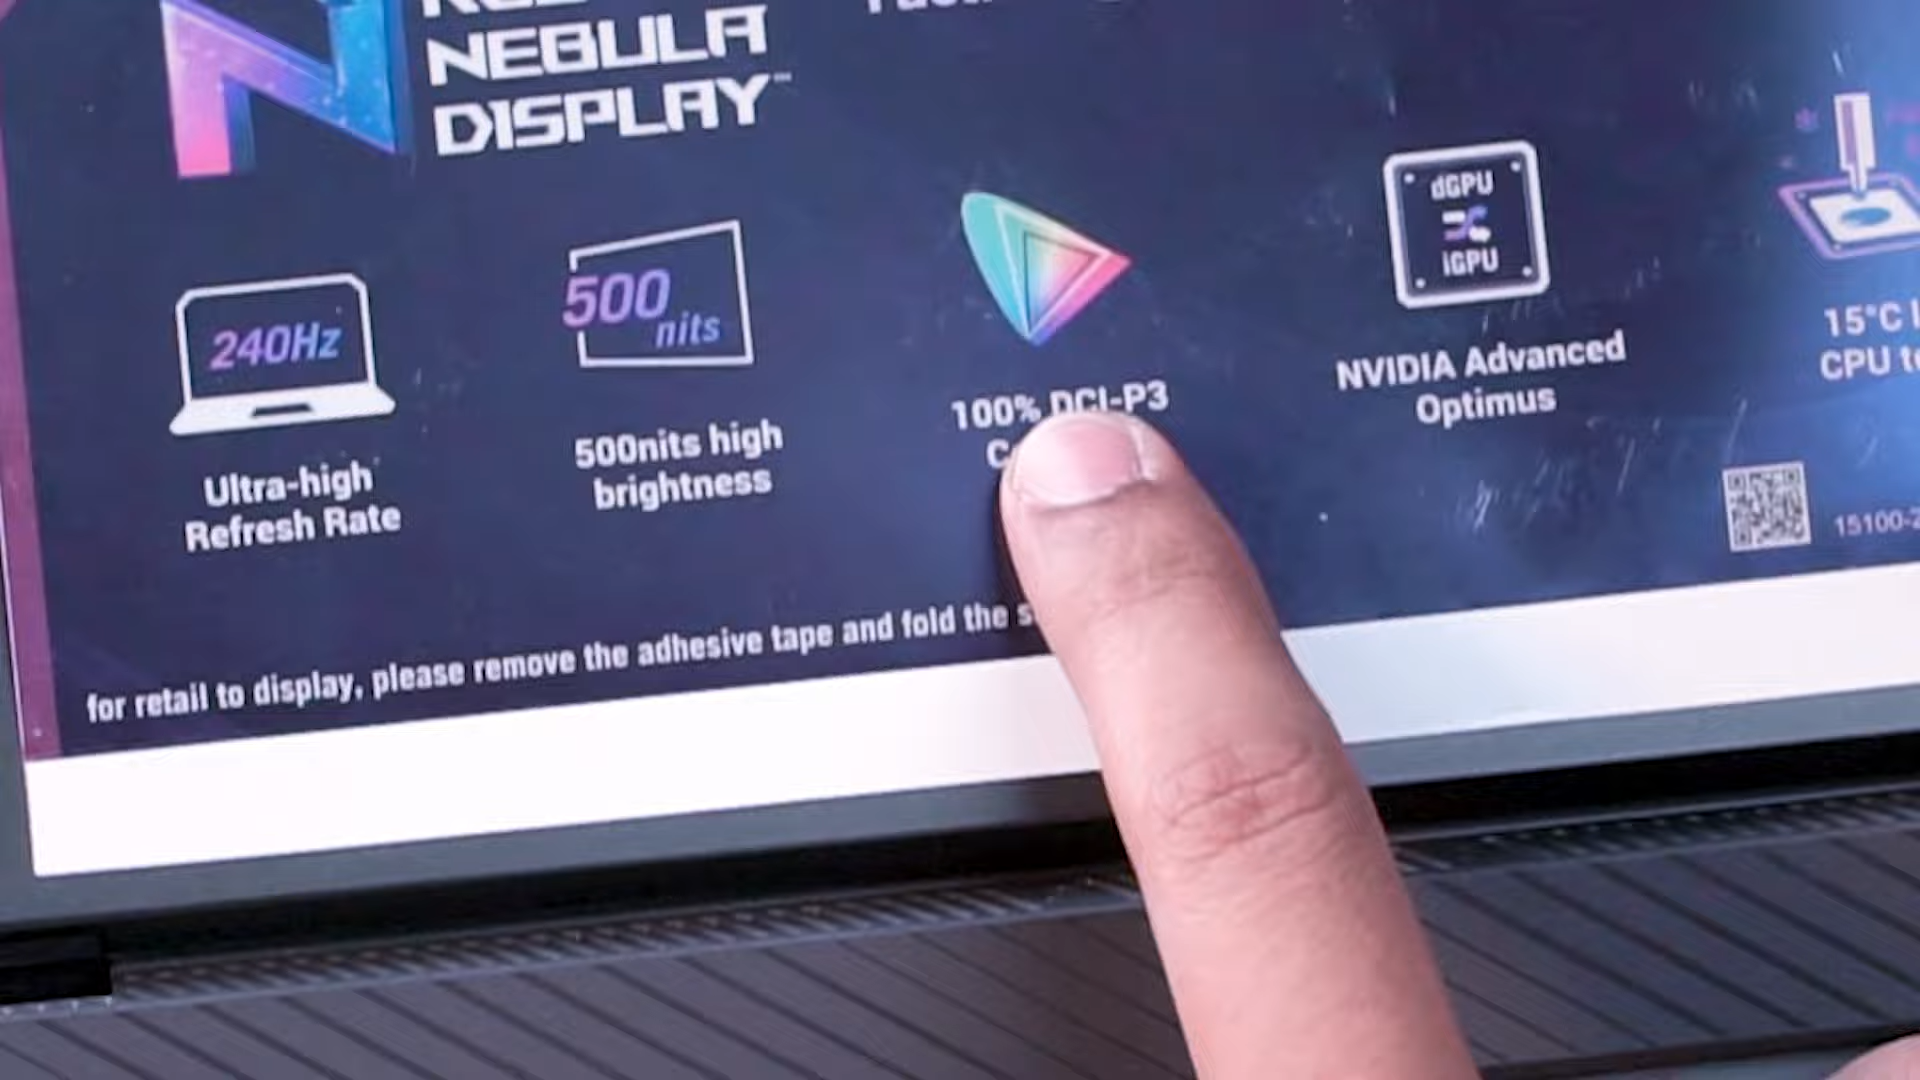 NEBULA
DISPLAY™
240Hz
500
nits
dGPU
iGPU
Ultra-high
Refresh Rate
500nits high
brightness
100% DCI-P3
NVIDIA Advanced
Optimus
15°C
CPU
for retail to display, please remove the adhesive tape and fold the